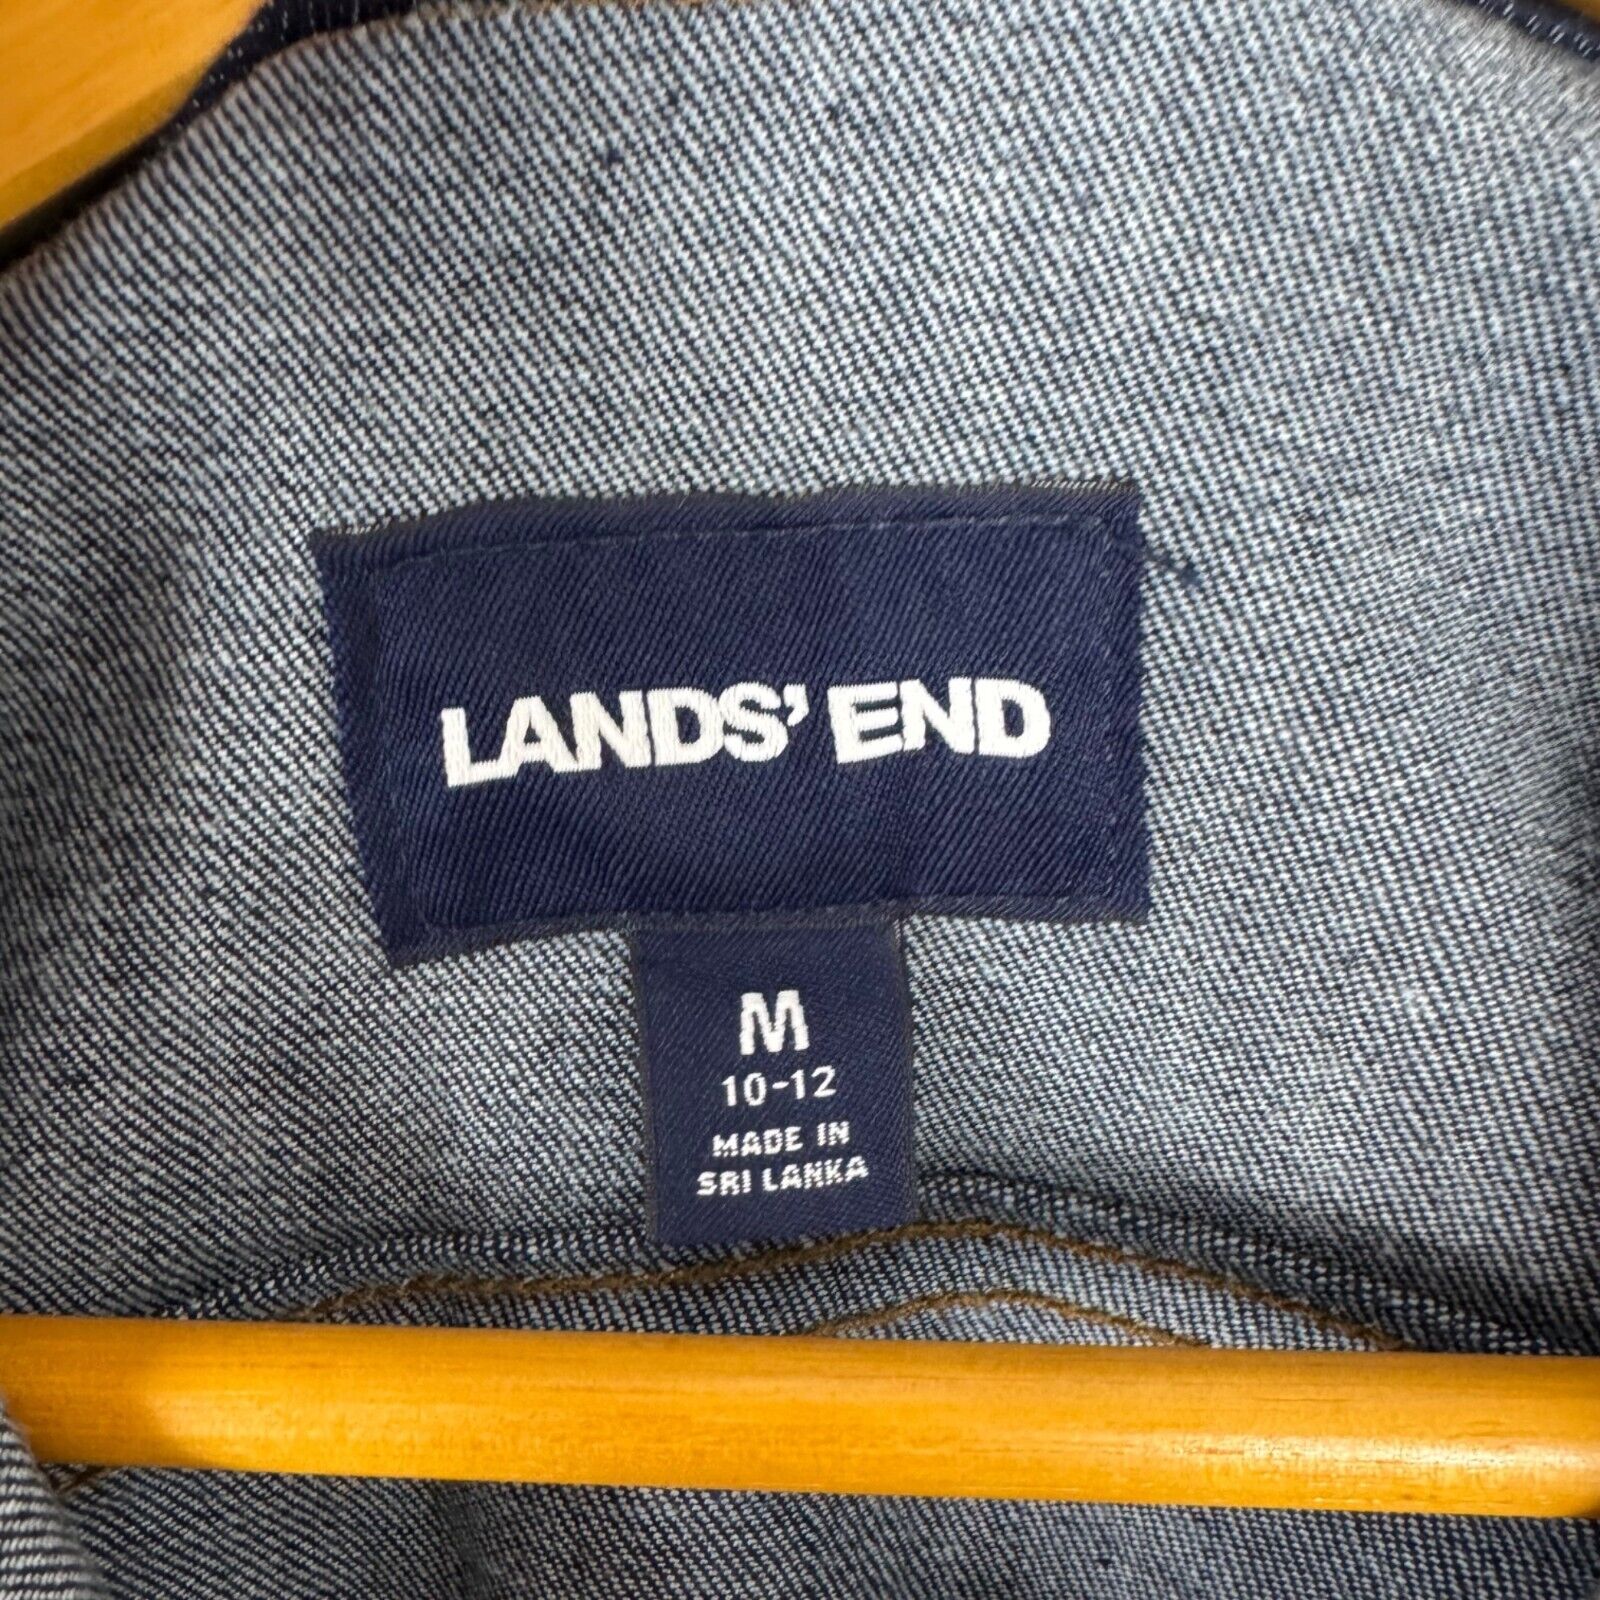 LANDS' END
M
10-12
MADE IN
SRI LANKA